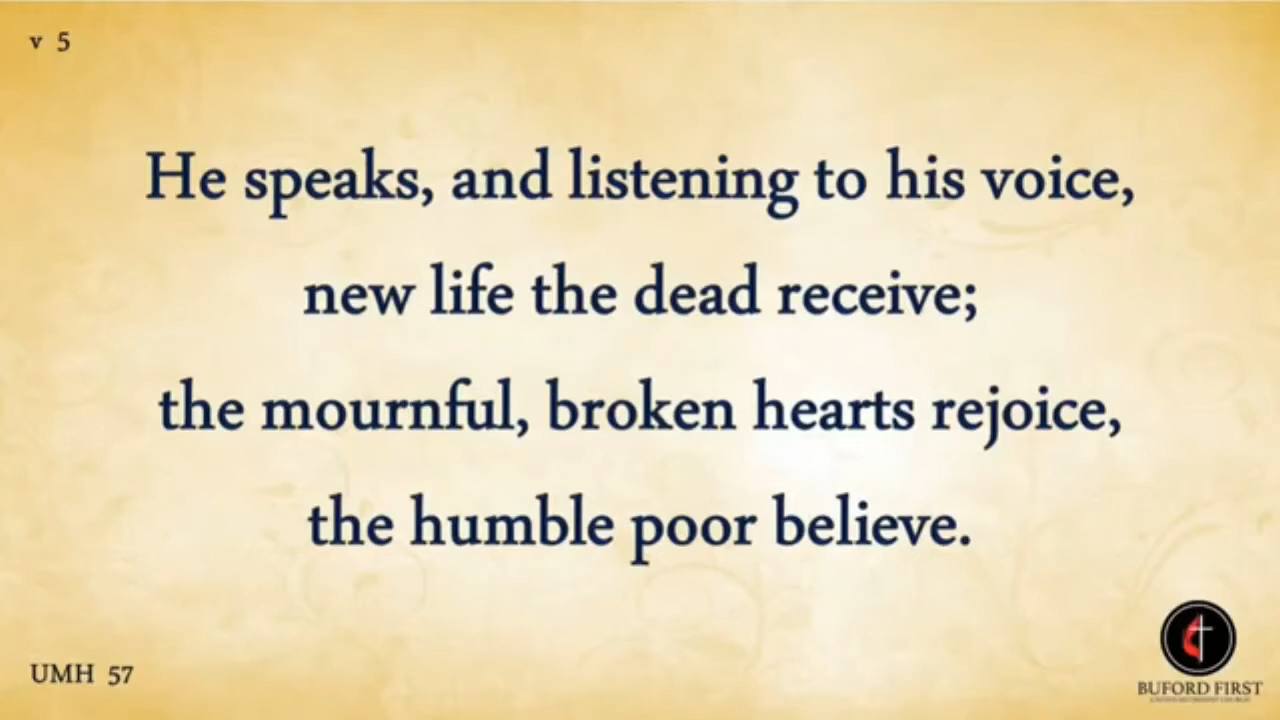 v 5
He speaks, and listening to his voice,
new life the dead receive;
the mournful, broken hearts rejoice,
the humble poor believe.
UMH 57
BUFORD FIRST